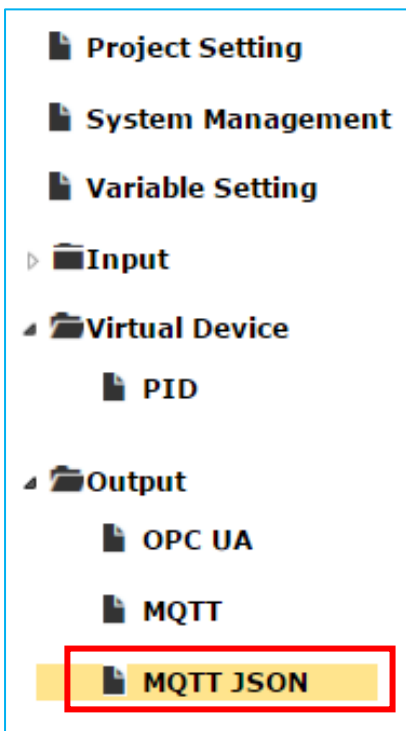 Project Setting
System Management
Variable Setting
Input
Virtual Device
PID
Output
OPC UA
MQTT
MQTT JSON